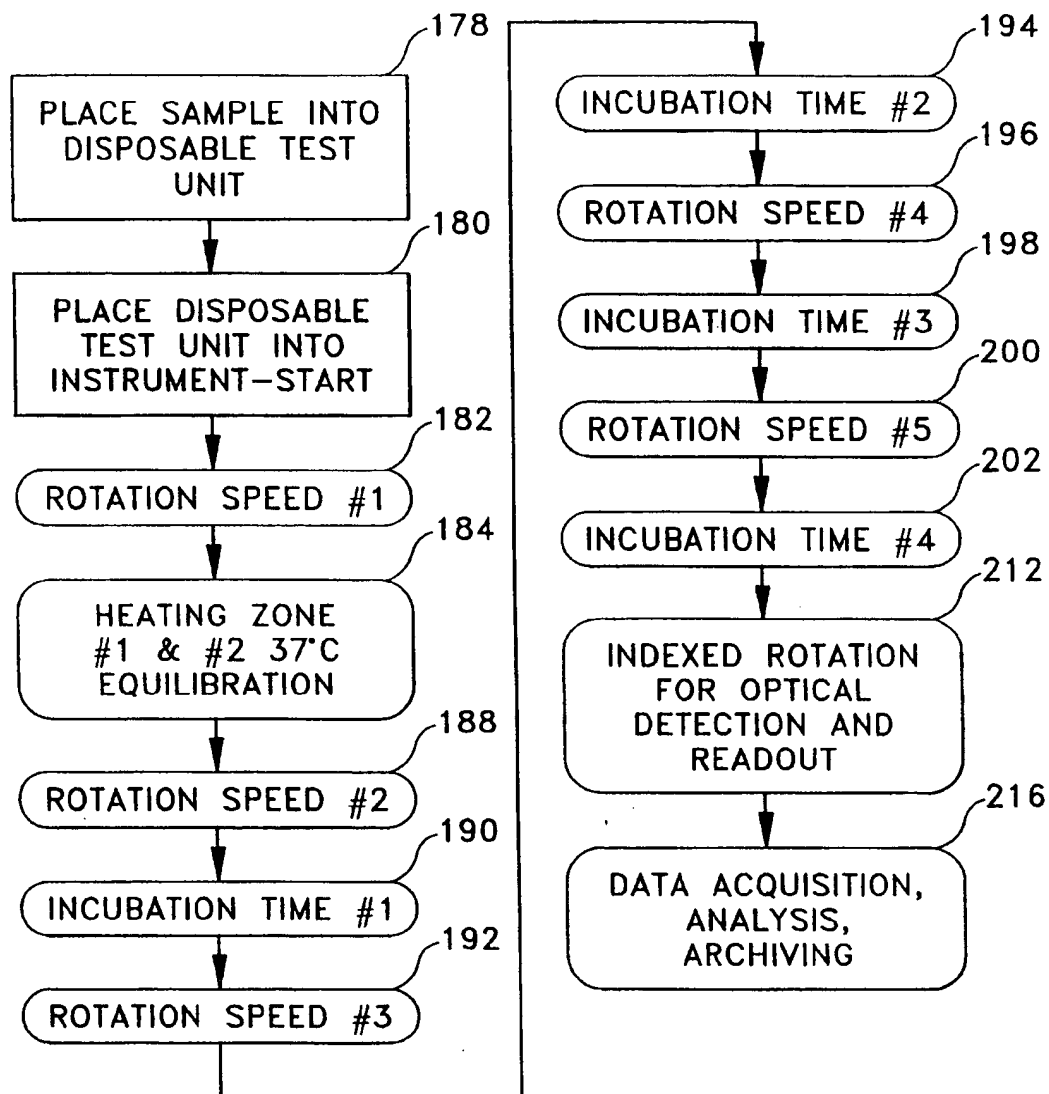 178
PLACE SAMPLE INTO
DISPOSABLE TEST
UNIT
180
PLACE DISPOSABLE
TEST UNIT INTO
INSTRUMENT-START
182
ROTATION SPEED #1
184
HEATING ZONE
#1 & #2 37°C
EQUILIBRATION
188
ROTATION SPEED #2
190
INCUBATION TIME #1
192
ROTATION SPEED #3
194
INCUBATION TIME #2
196
ROTATION SPEED #4
198
INCUBATION TIME #3
200
ROTATION SPEED #5
202
INCUBATION TIME #4
212
INDEXED ROTATION
FOR OPTICAL
DETECTION AND
READOUT
216
DATA ACQUISITION,
ANALYSIS,
ARCHIVING